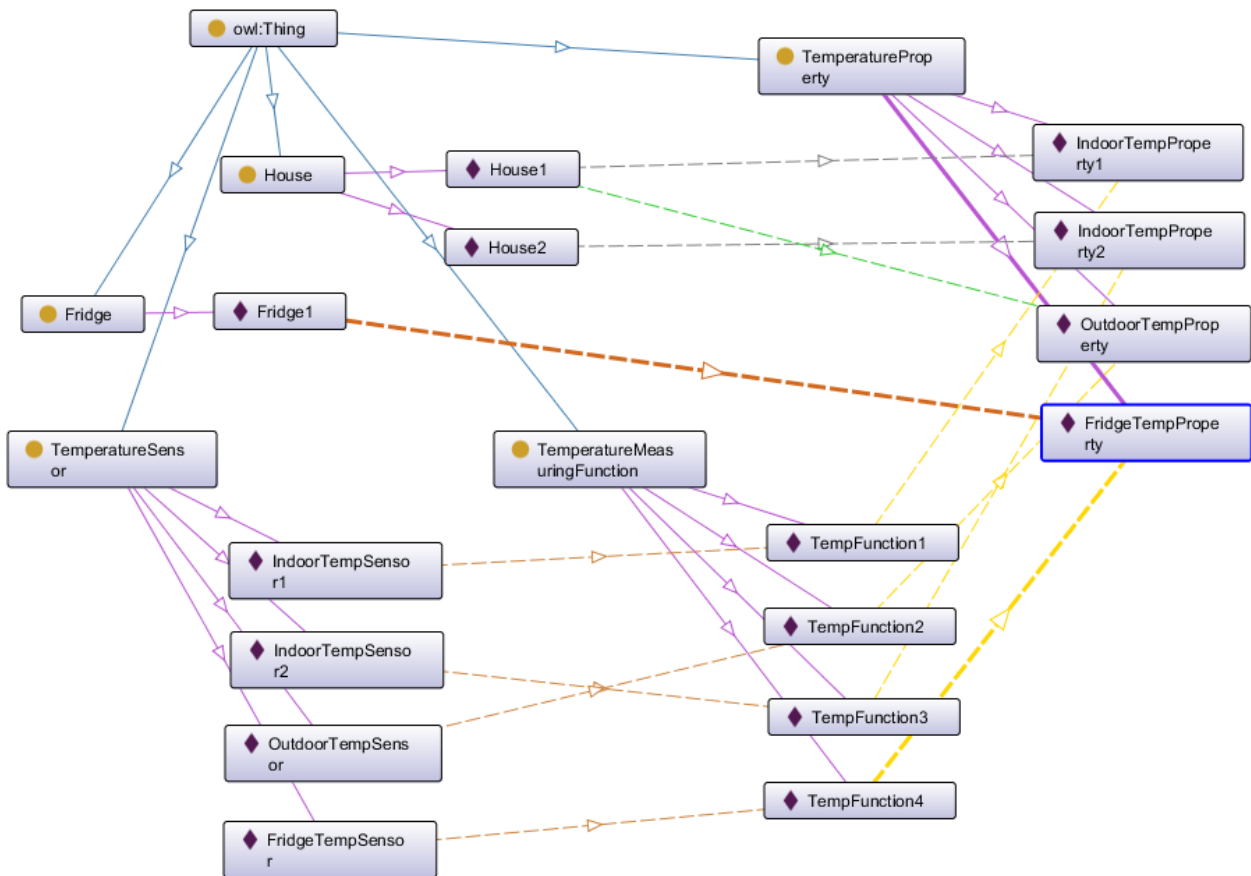 owl:Thing
TemperatureProp
erty
IndoorTempPrope
rty1
House
House1
IndoorTempPrope
rty2
House2
Fridge
Fridge1
OutdoorTempProp
erty
FridgeTempPrope
rty
TemperatureSens
or
TemperatureMeas
uringFunction
IndoorTempSenso
r1
TempFunction1
IndoorTempSenso
r2
TempFunction2
OutdoorTempSens
or
TempFunction3
FridgeTempSenso
r
TempFunction4